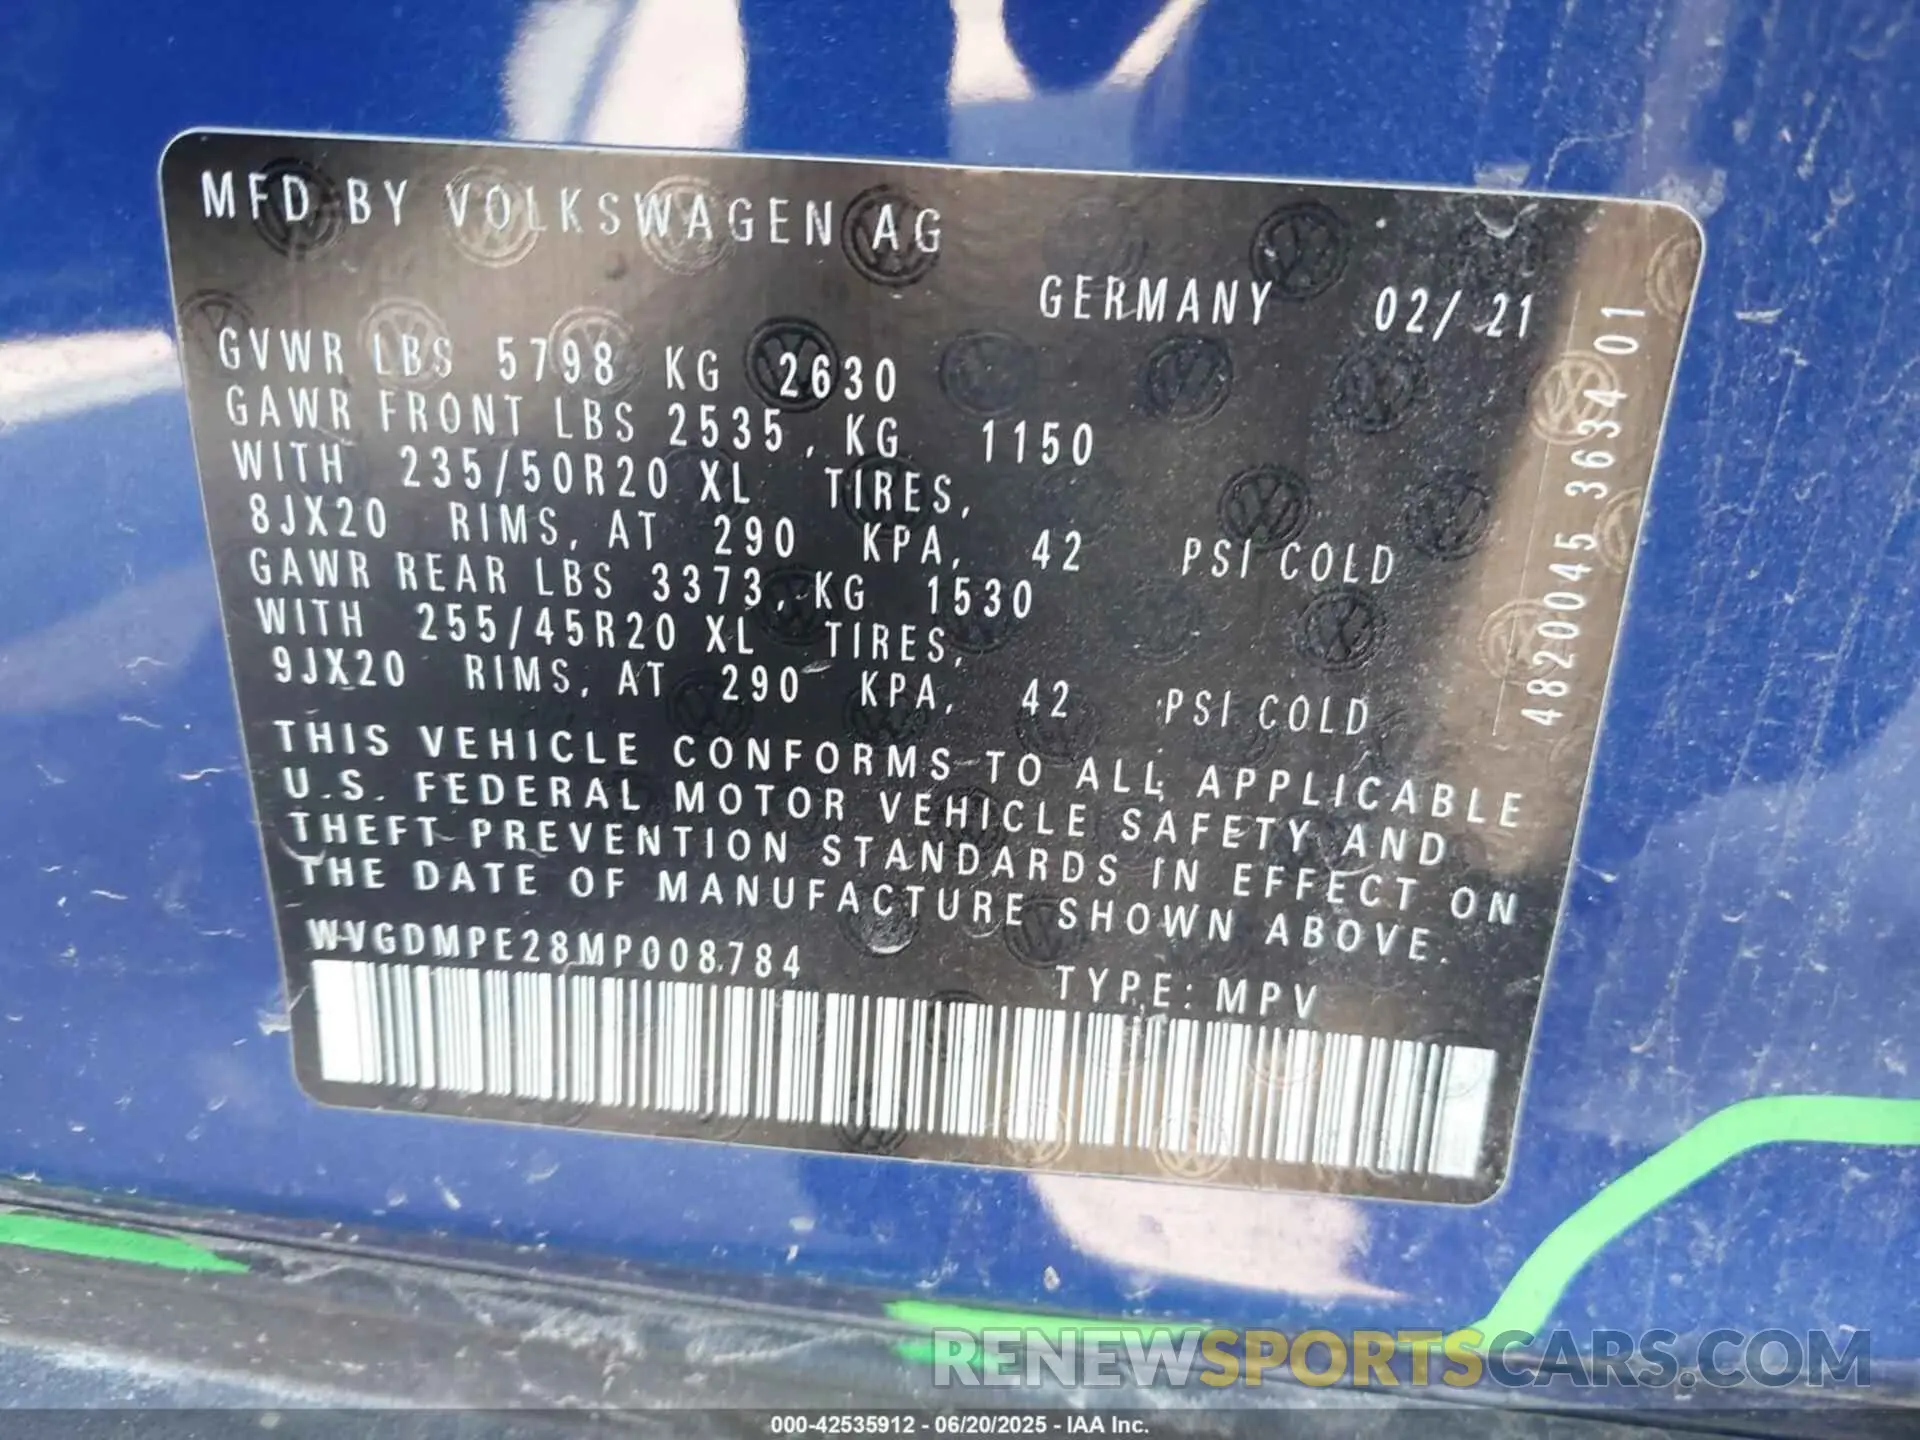 MFD BY VOLKSWAGEN AG
GERMANY 02/ 21
GVWR LBS 5798 KG 2630
GAWR FRONT LBS 2535, KG 1150
WITH 235/50R20 XL TIRES,
8JX20 RIMS, AT 290 KPA, 42 PSI COLD
GAWR REAR LBS 3373, KG 1530
WITH 255/45R20 XL TIRES,
9JX20 RIMS, AT 290 KPA, 42 PSI COLD
THIS VEHICLE CONFORMS TO ALL APPLICABLE
U.S. FEDERAL MOTOR VEHICLE SAFETY AND
THEFT PREVENTION STANDARDS IN EFFECT ON
THE DATE OF MANUFACTURE SHOWN ABOVE.
WVGDMPE28MP008784
TYPE: MPV
4820045 3634 01
RENEWSPORTSCARS.COM
000-42535912 - 06/20/2025 - IAA Inc.